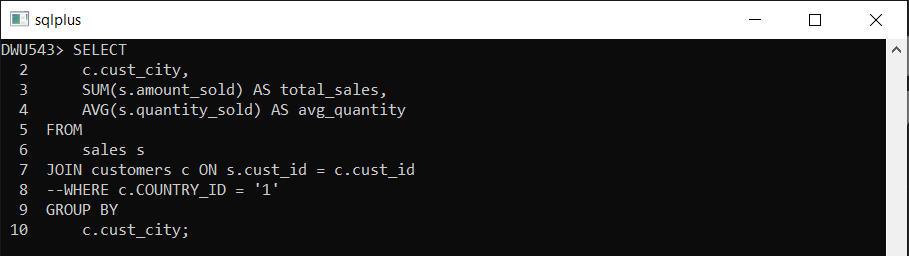 sqlplus
DWU543> SELECT
  2      c.cust_city,
  3      SUM(s.amount_sold) AS total_sales,
  4      AVG(s.quantity_sold) AS avg_quantity
  5  FROM
  6      sales s
  7  JOIN customers c ON s.cust_id = c.cust_id
  8  --WHERE c.COUNTRY_ID = '1'
  9  GROUP BY
 10      c.cust_city;